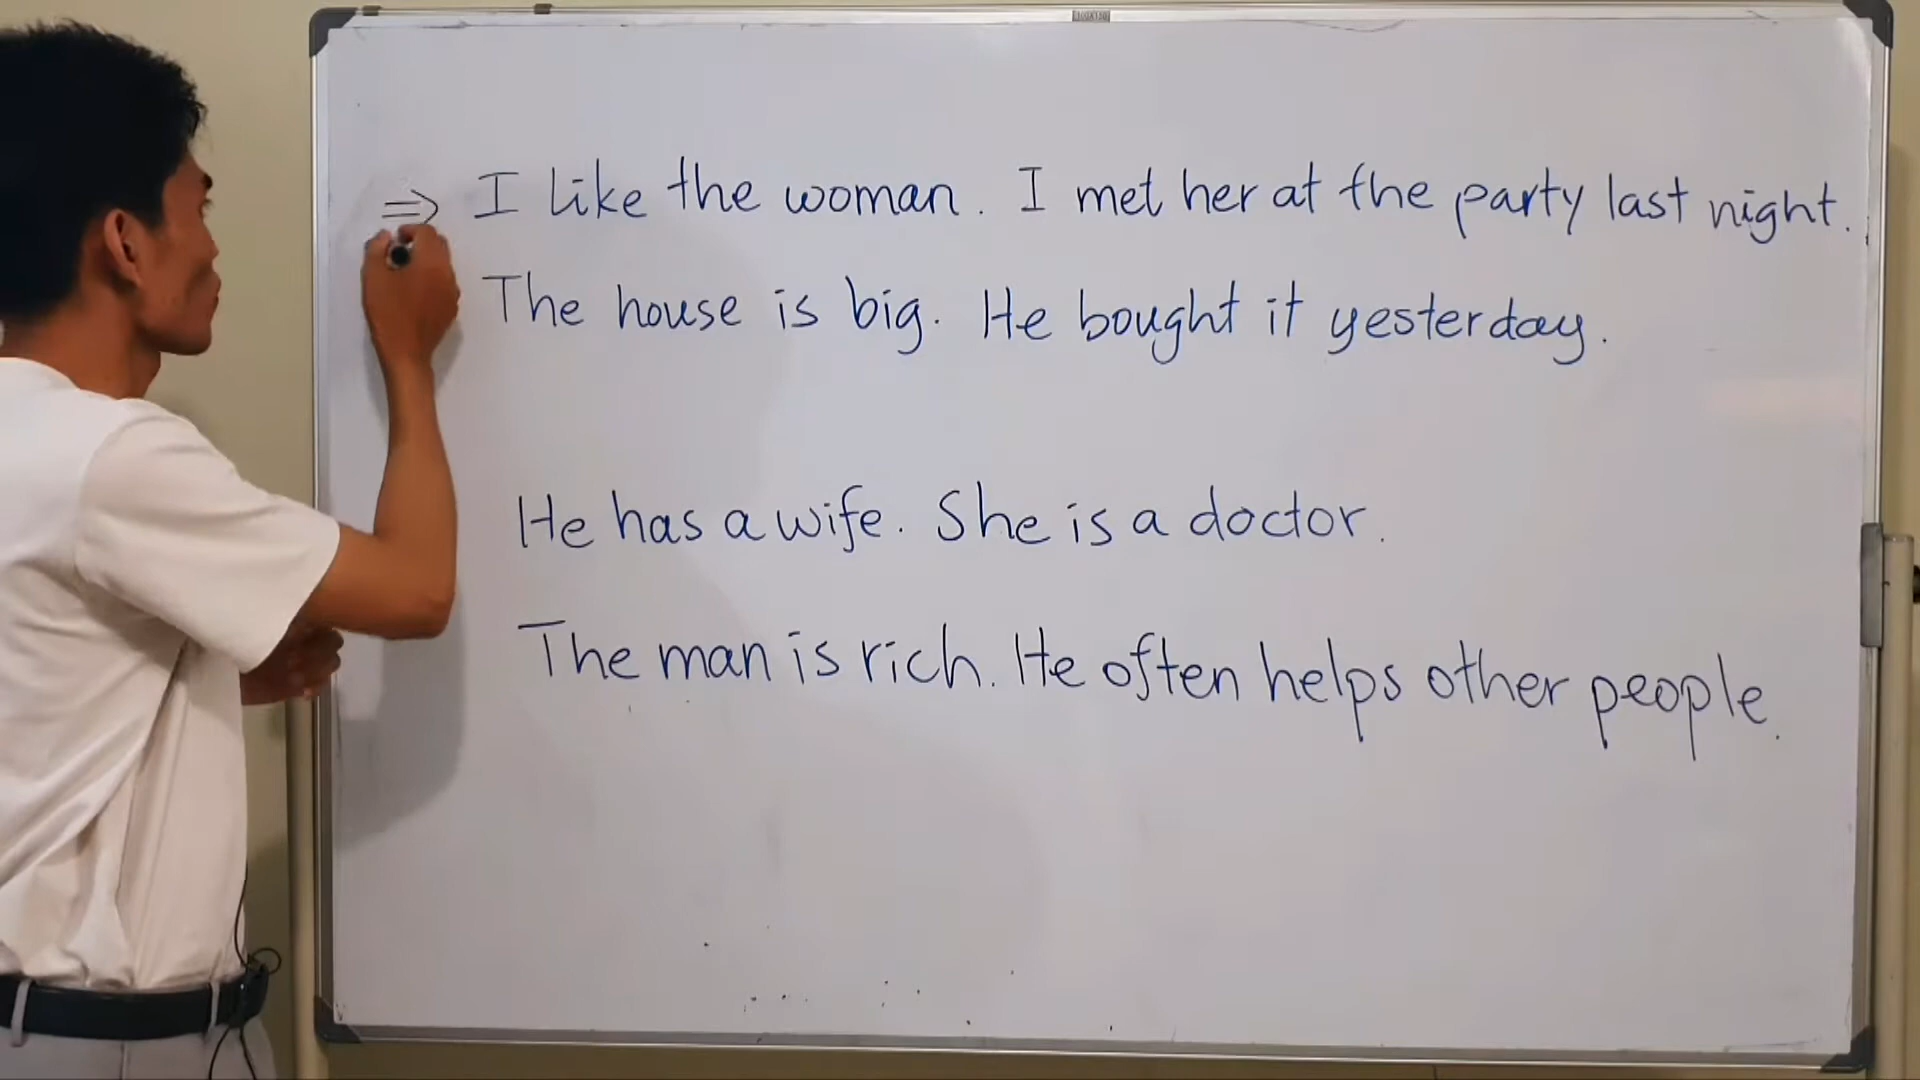 ⇒ I like the woman. I met her at the party last night.
The house is big. He bought it yesterday.
He has a wife. She is a doctor.
The man is rich. He often helps other people.